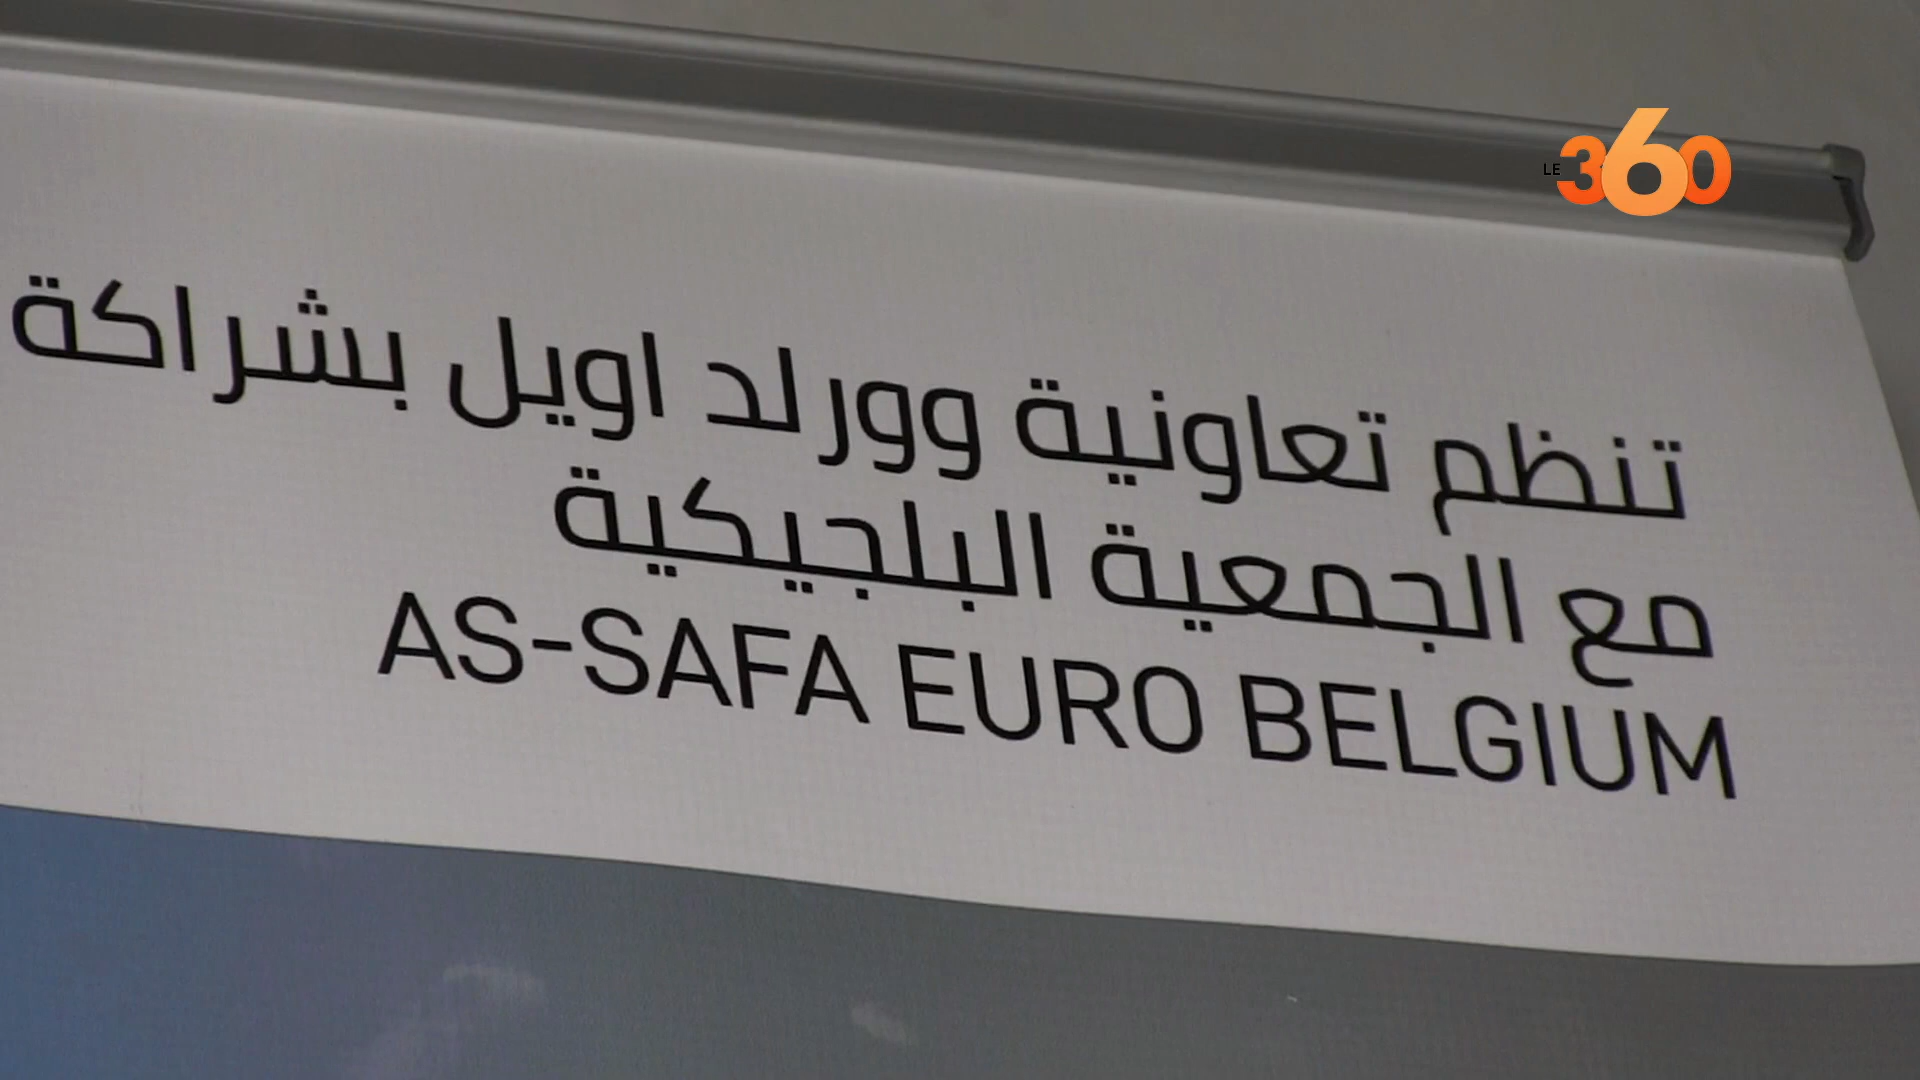 LE 360
تنظم تعاونية وورلد اويل بشراكة
مع الجمعية البلجيكية
AS-SAFA EURO BELGIUM